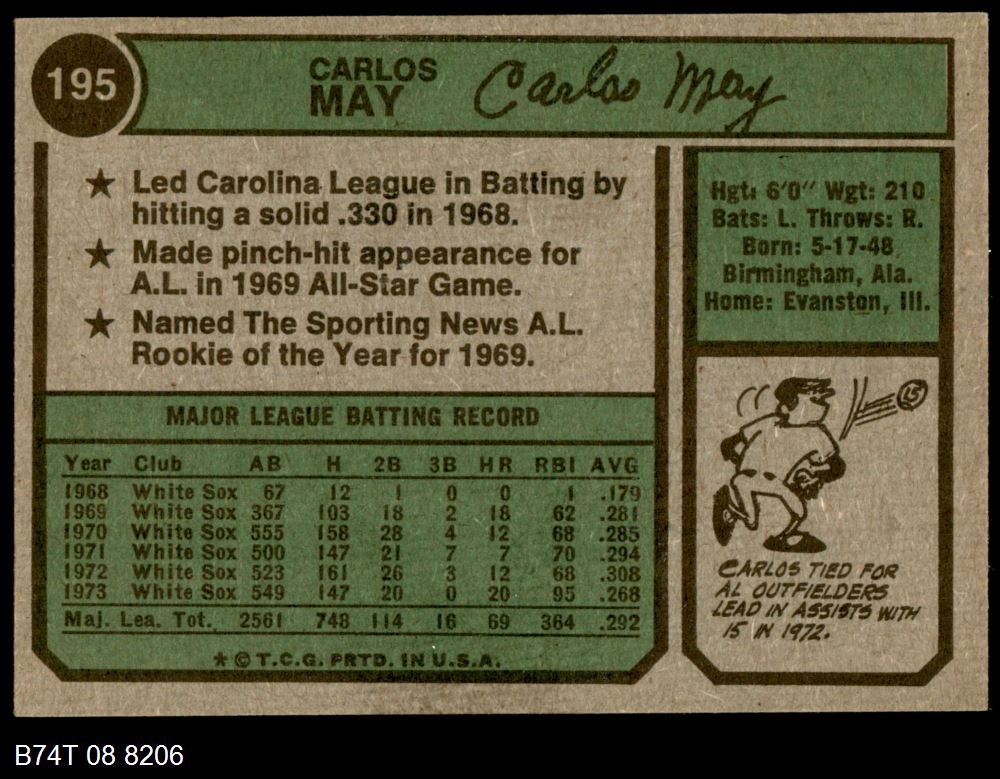 195
CARLOS
MAY
Carlos May
★ Led Carolina League in Batting by
hitting a solid .330 in 1968.
★ Made pinch-hit appearance for
A.L. in 1969 All-Star Game.
★ Named The Sporting News A.L.
Rookie of the Year for 1969.
Hgt: 6'0" Wgt: 210
Bats: L. Throws: R.
Born: 5-17-48
Birmingham, Ala.
Home: Evanston, Ill.
MAJOR LEAGUE BATTING RECORD
Year Club AB H 2B 3B HR RBI AVG
1968 White Sox 67 12 1 0 0 1 .179
1969 White Sox 367 103 18 2 18 62 .281
1970 White Sox 555 158 28 4 12 68 .285
1971 White Sox 500 147 21 7 7 70 .294
1972 White Sox 523 161 26 3 12 68 .308
1973 White Sox 549 147 20 0 20 95 .268
Maj. Lea. Tot. 2561 748 114 16 69 364 .292
★ © T.C.G. PRTD. IN U.S.A.
15
CARLOS TIED FOR
AL OUTFIELDERS
LEAD IN ASSISTS WITH
15 IN 1972.
B74T 08 8206